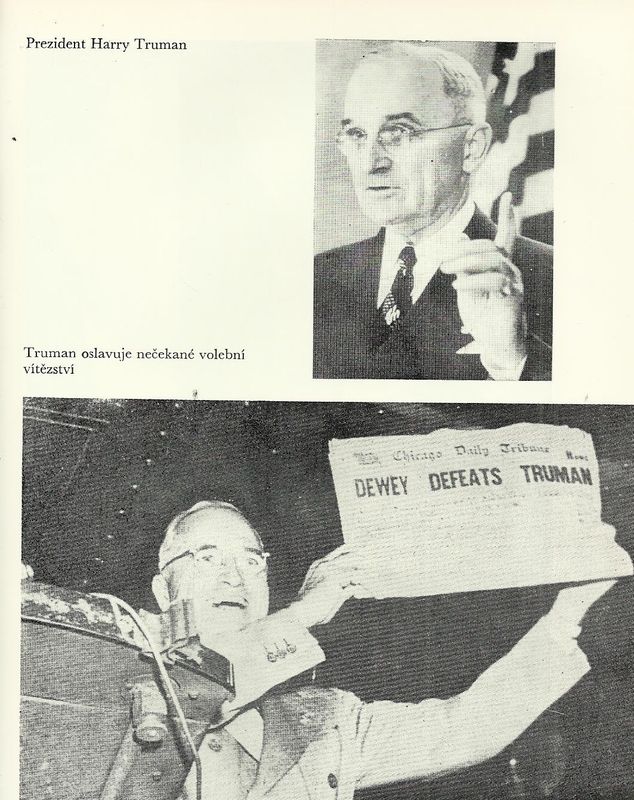 Prezident Harry Truman
Truman oslavuje nečekané volební
vítězství
Chicago Daily Tribune
DEWEY DEFEATS TRUMAN